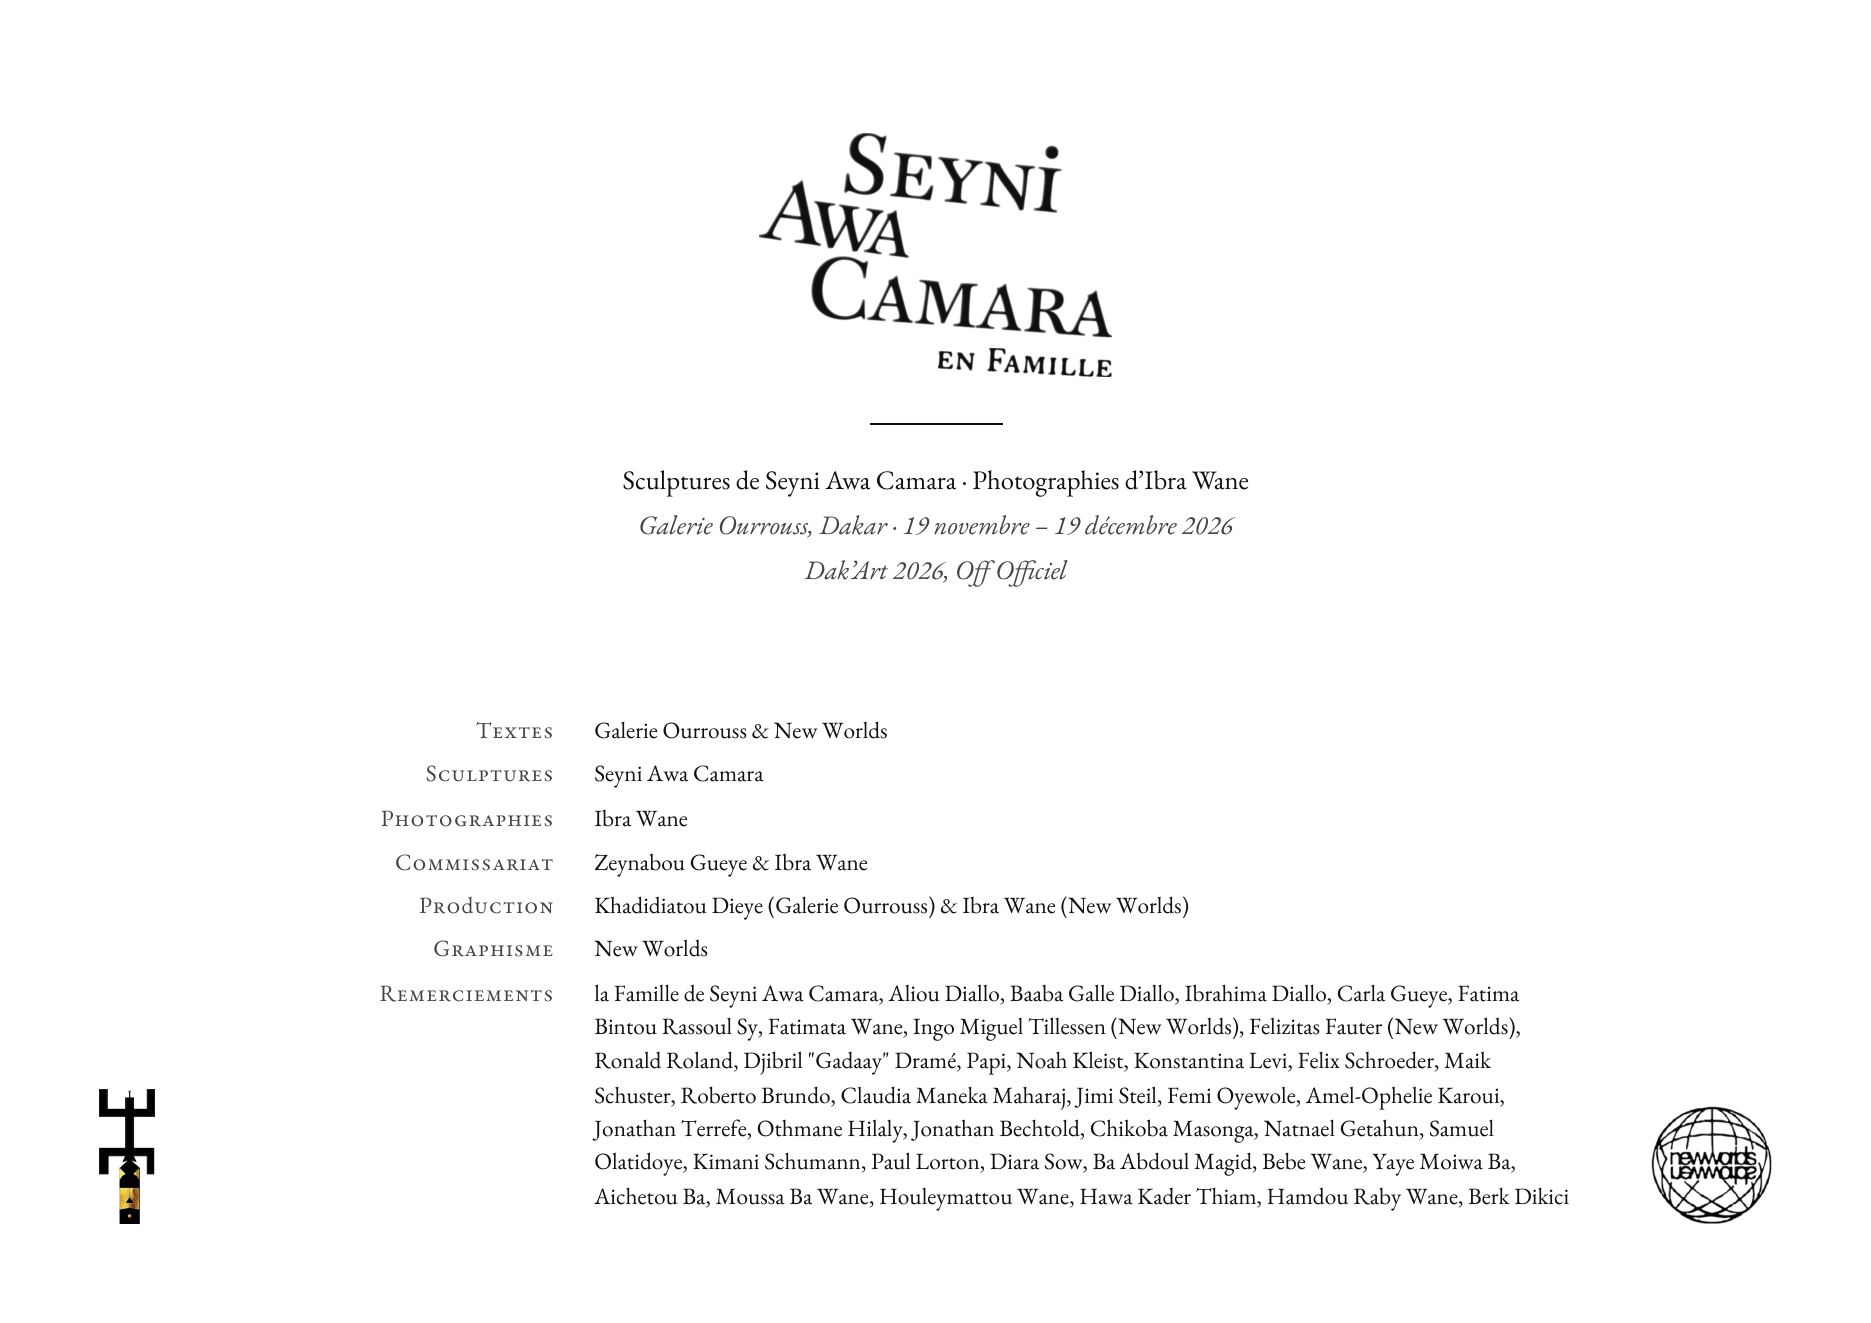 SEYNi
AWA
CAMARA
EN FAMILLE
Sculptures de Seyni Awa Camara · Photographies d’Ibra Wane
Galerie Ourrouss, Dakar · 19 novembre – 19 décembre 2026
Dak’Art 2026, Off Officiel
Textes Galerie Ourrouss & New Worlds
Sculptures Seyni Awa Camara
Photographies Ibra Wane
Commissariat Zeynabou Gueye & Ibra Wane
Production Khadidiatou Dieye (Galerie Ourrouss) & Ibra Wane (New Worlds)
Graphisme New Worlds
Remerciements la Famille de Seyni Awa Camara, Aliou Diallo, Baaba Galle Diallo, Ibrahima Diallo, Carla Gueye, Fatima
Bintou Rassoul Sy, Fatimata Wane, Ingo Miguel Tillessen (New Worlds), Felizitas Fauter (New Worlds),
Ronald Roland, Djibril "Gadaay" Dramé, Papi, Noah Kleist, Konstantina Levi, Felix Schroeder, Maik
Schuster, Roberto Brundo, Claudia Maneka Maharaj, Jimi Steil, Femi Oyewole, Amel-Ophelie Karoui,
Jonathan Terrefe, Othmane Hilaly, Jonathan Bechtold, Chikoba Masonga, Natnael Getahun, Samuel
Olatidoye, Kimani Schumann, Paul Lorton, Diara Sow, Ba Abdoul Magid, Bebe Wane, Yaye Moiwa Ba,
Aichetou Ba, Moussa Ba Wane, Houleymattou Wane, Hawa Kader Thiam, Hamdou Raby Wane, Berk Dikici
newworlds
newworlds